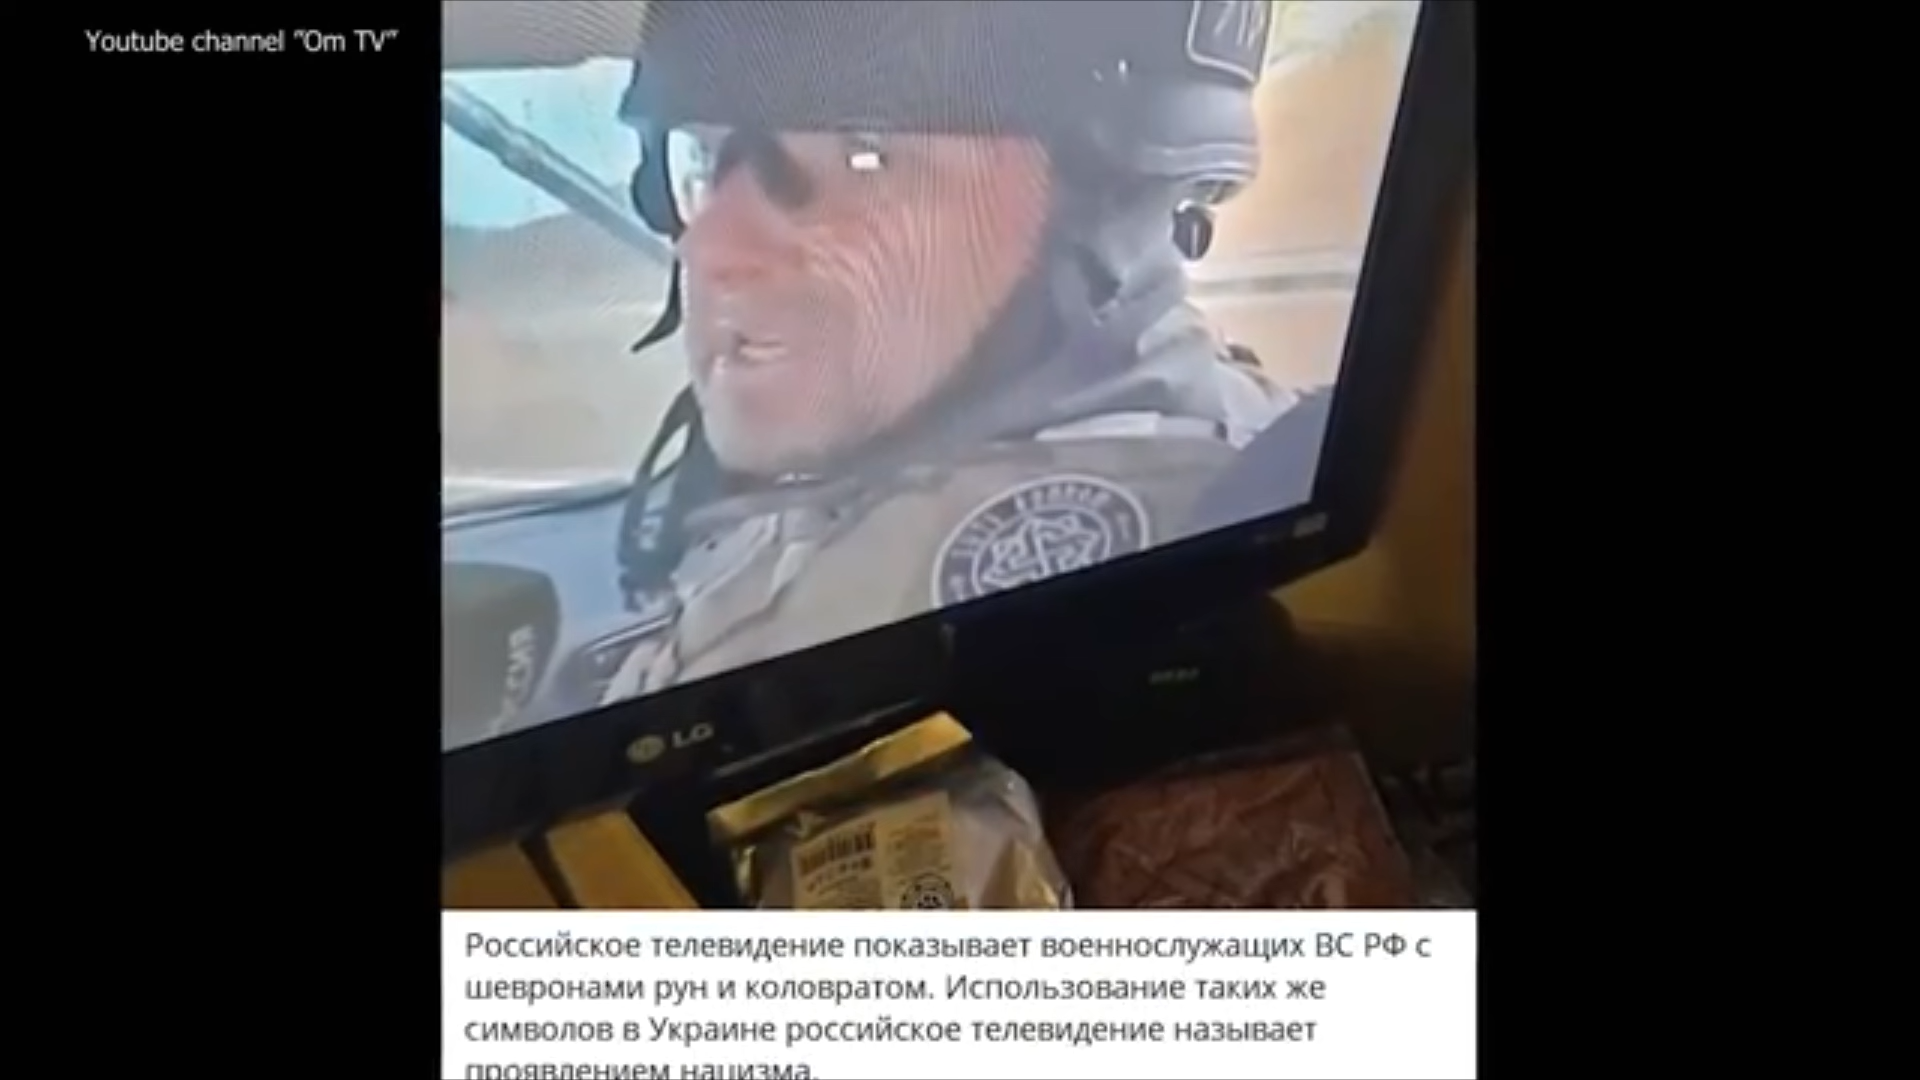 Youtube channel "Om TV"
LG
Российское телевидение показывает военнослужащих ВС РФ с
шевронами рун и коловратом. Использование таких же
символов в Украине российское телевидение называет
проявлением нацизма.